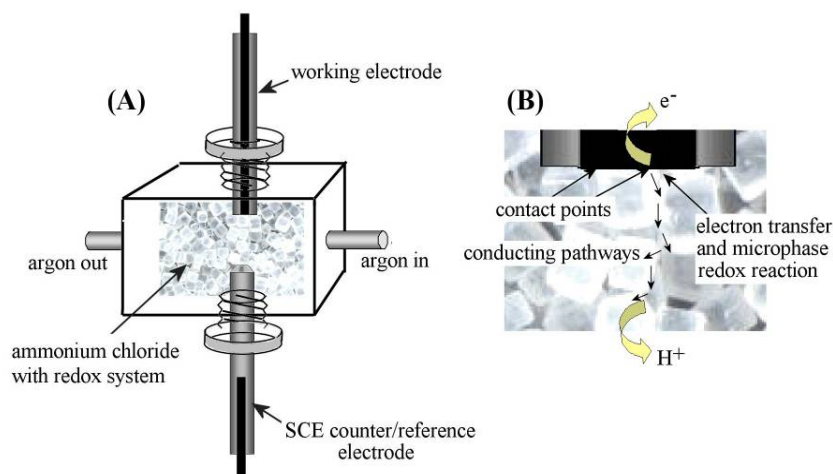 (A)
working electrode
argon out
argon in
ammonium chloride
with redox system
SCE counter/reference
electrode
(B)
e-
contact points
electron transfer
and microphase
redox reaction
conducting pathways
H+